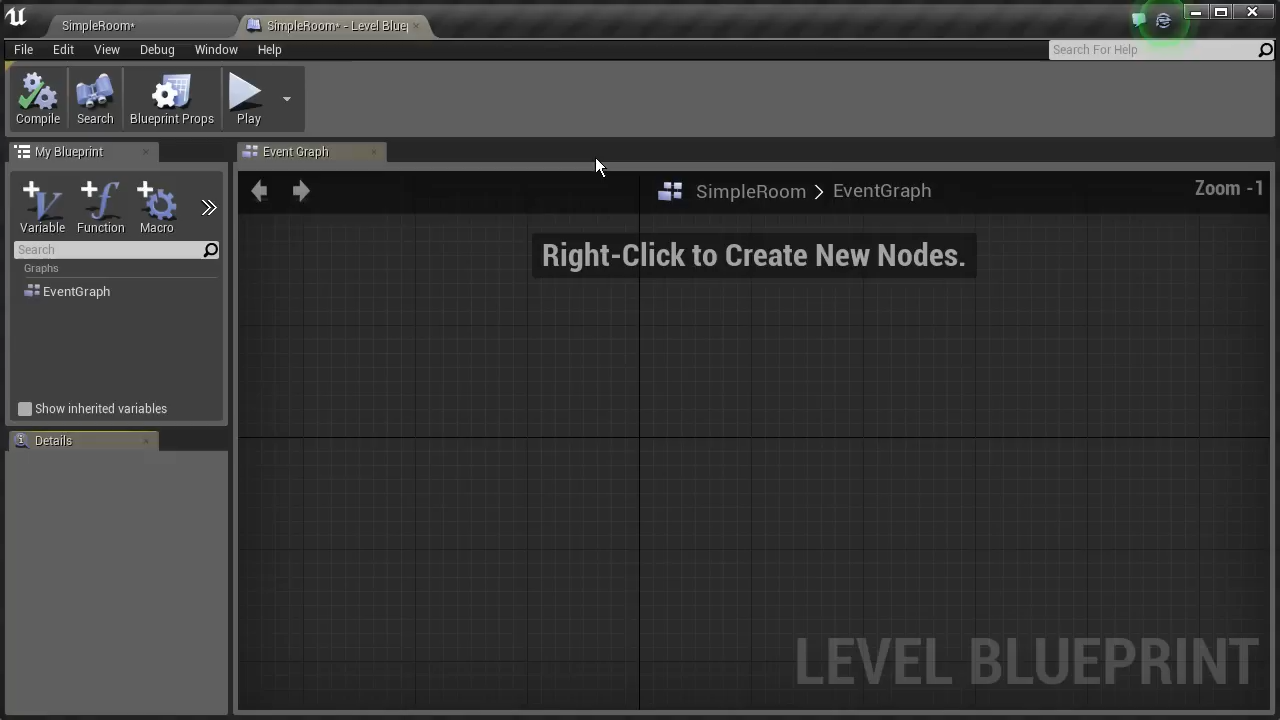 SimpleRoom*
SimpleRoom* - Level Bluep
File Edit View Debug Window Help
Search For Help
Compile Search Blueprint Props Play
My Blueprint
Event Graph
SimpleRoom > EventGraph
Zoom -1
Variable Function Macro
Search
Graphs
EventGraph
Right-Click to Create New Nodes.
Show inherited variables
Details
LEVEL BLUEPRINT